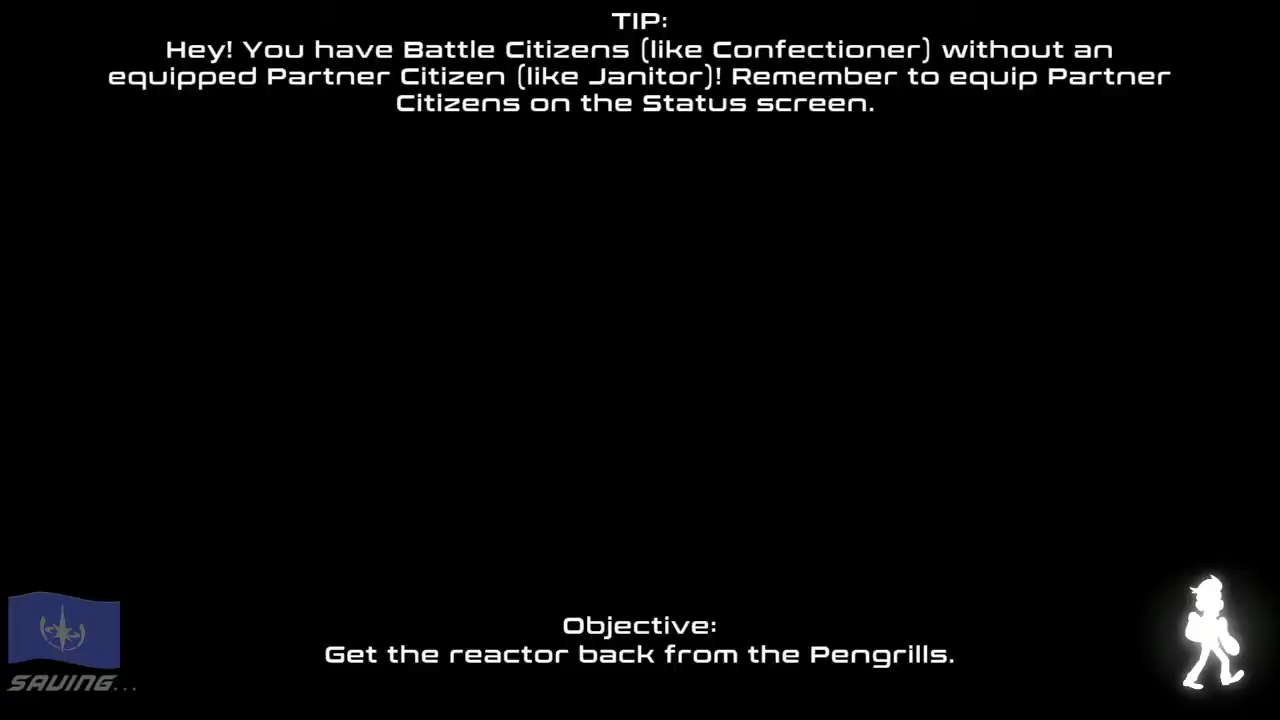 TIP:
Hey! You have Battle Citizens (like Confectioner) without an
equipped Partner Citizen (like Janitor)! Remember to equip Partner
Citizens on the Status screen.
Objective:
Get the reactor back from the Pengrills.
SAVING...